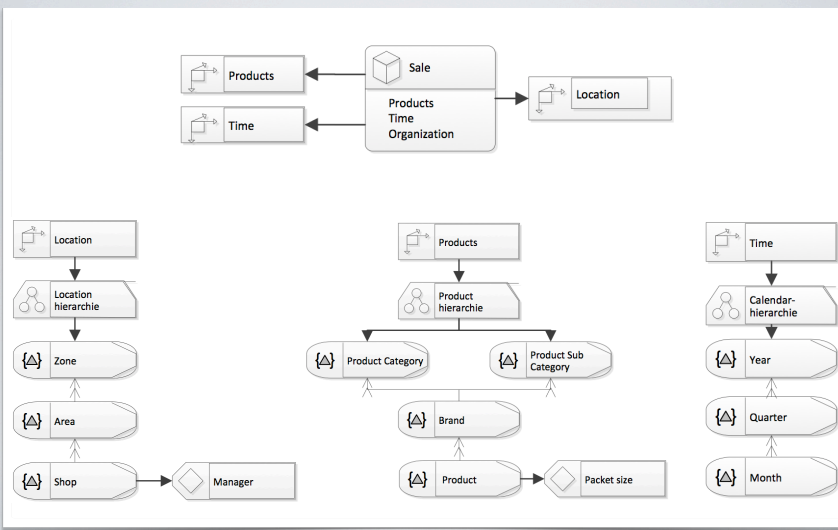 Sale
Products
Time
Organization
Products
Time
Location
Location
Location
hierarchie
Zone
Area
Shop
Manager
Products
Product
hierarchie
Product Category
Product Sub
Category
Brand
Product
Packet size
Time
Calendar-
hierarchie
Year
Quarter
Month